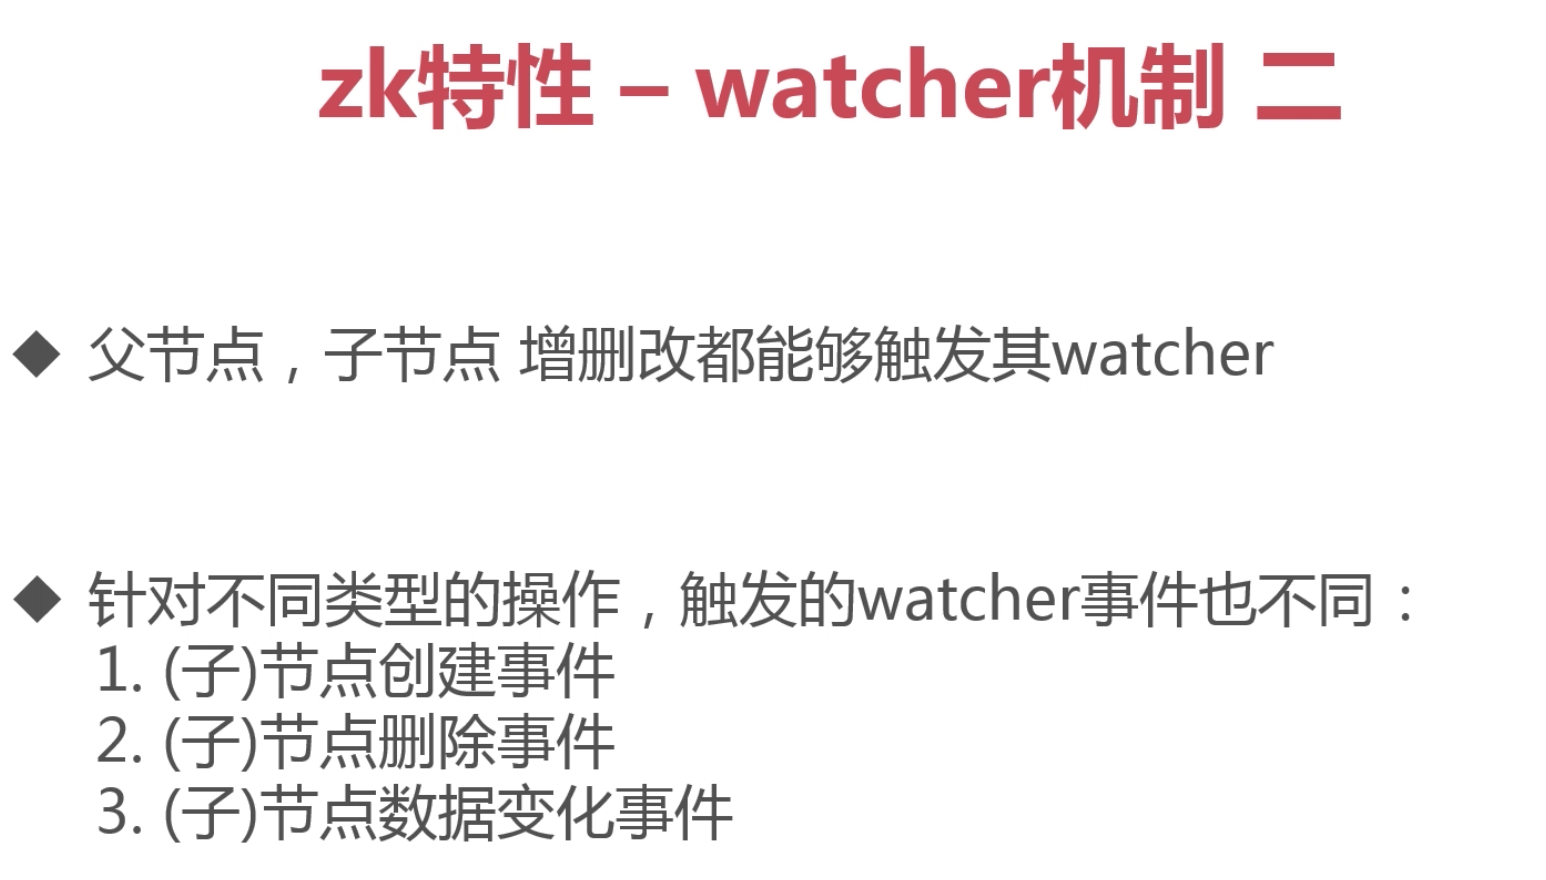 zk特性 – watcher机制 二
◆ 父节点，子节点 增删改都能够触发其watcher
◆ 针对不同类型的操作，触发的watcher事件也不同：
1. (子)节点创建事件
2. (子)节点删除事件
3. (子)节点数据变化事件